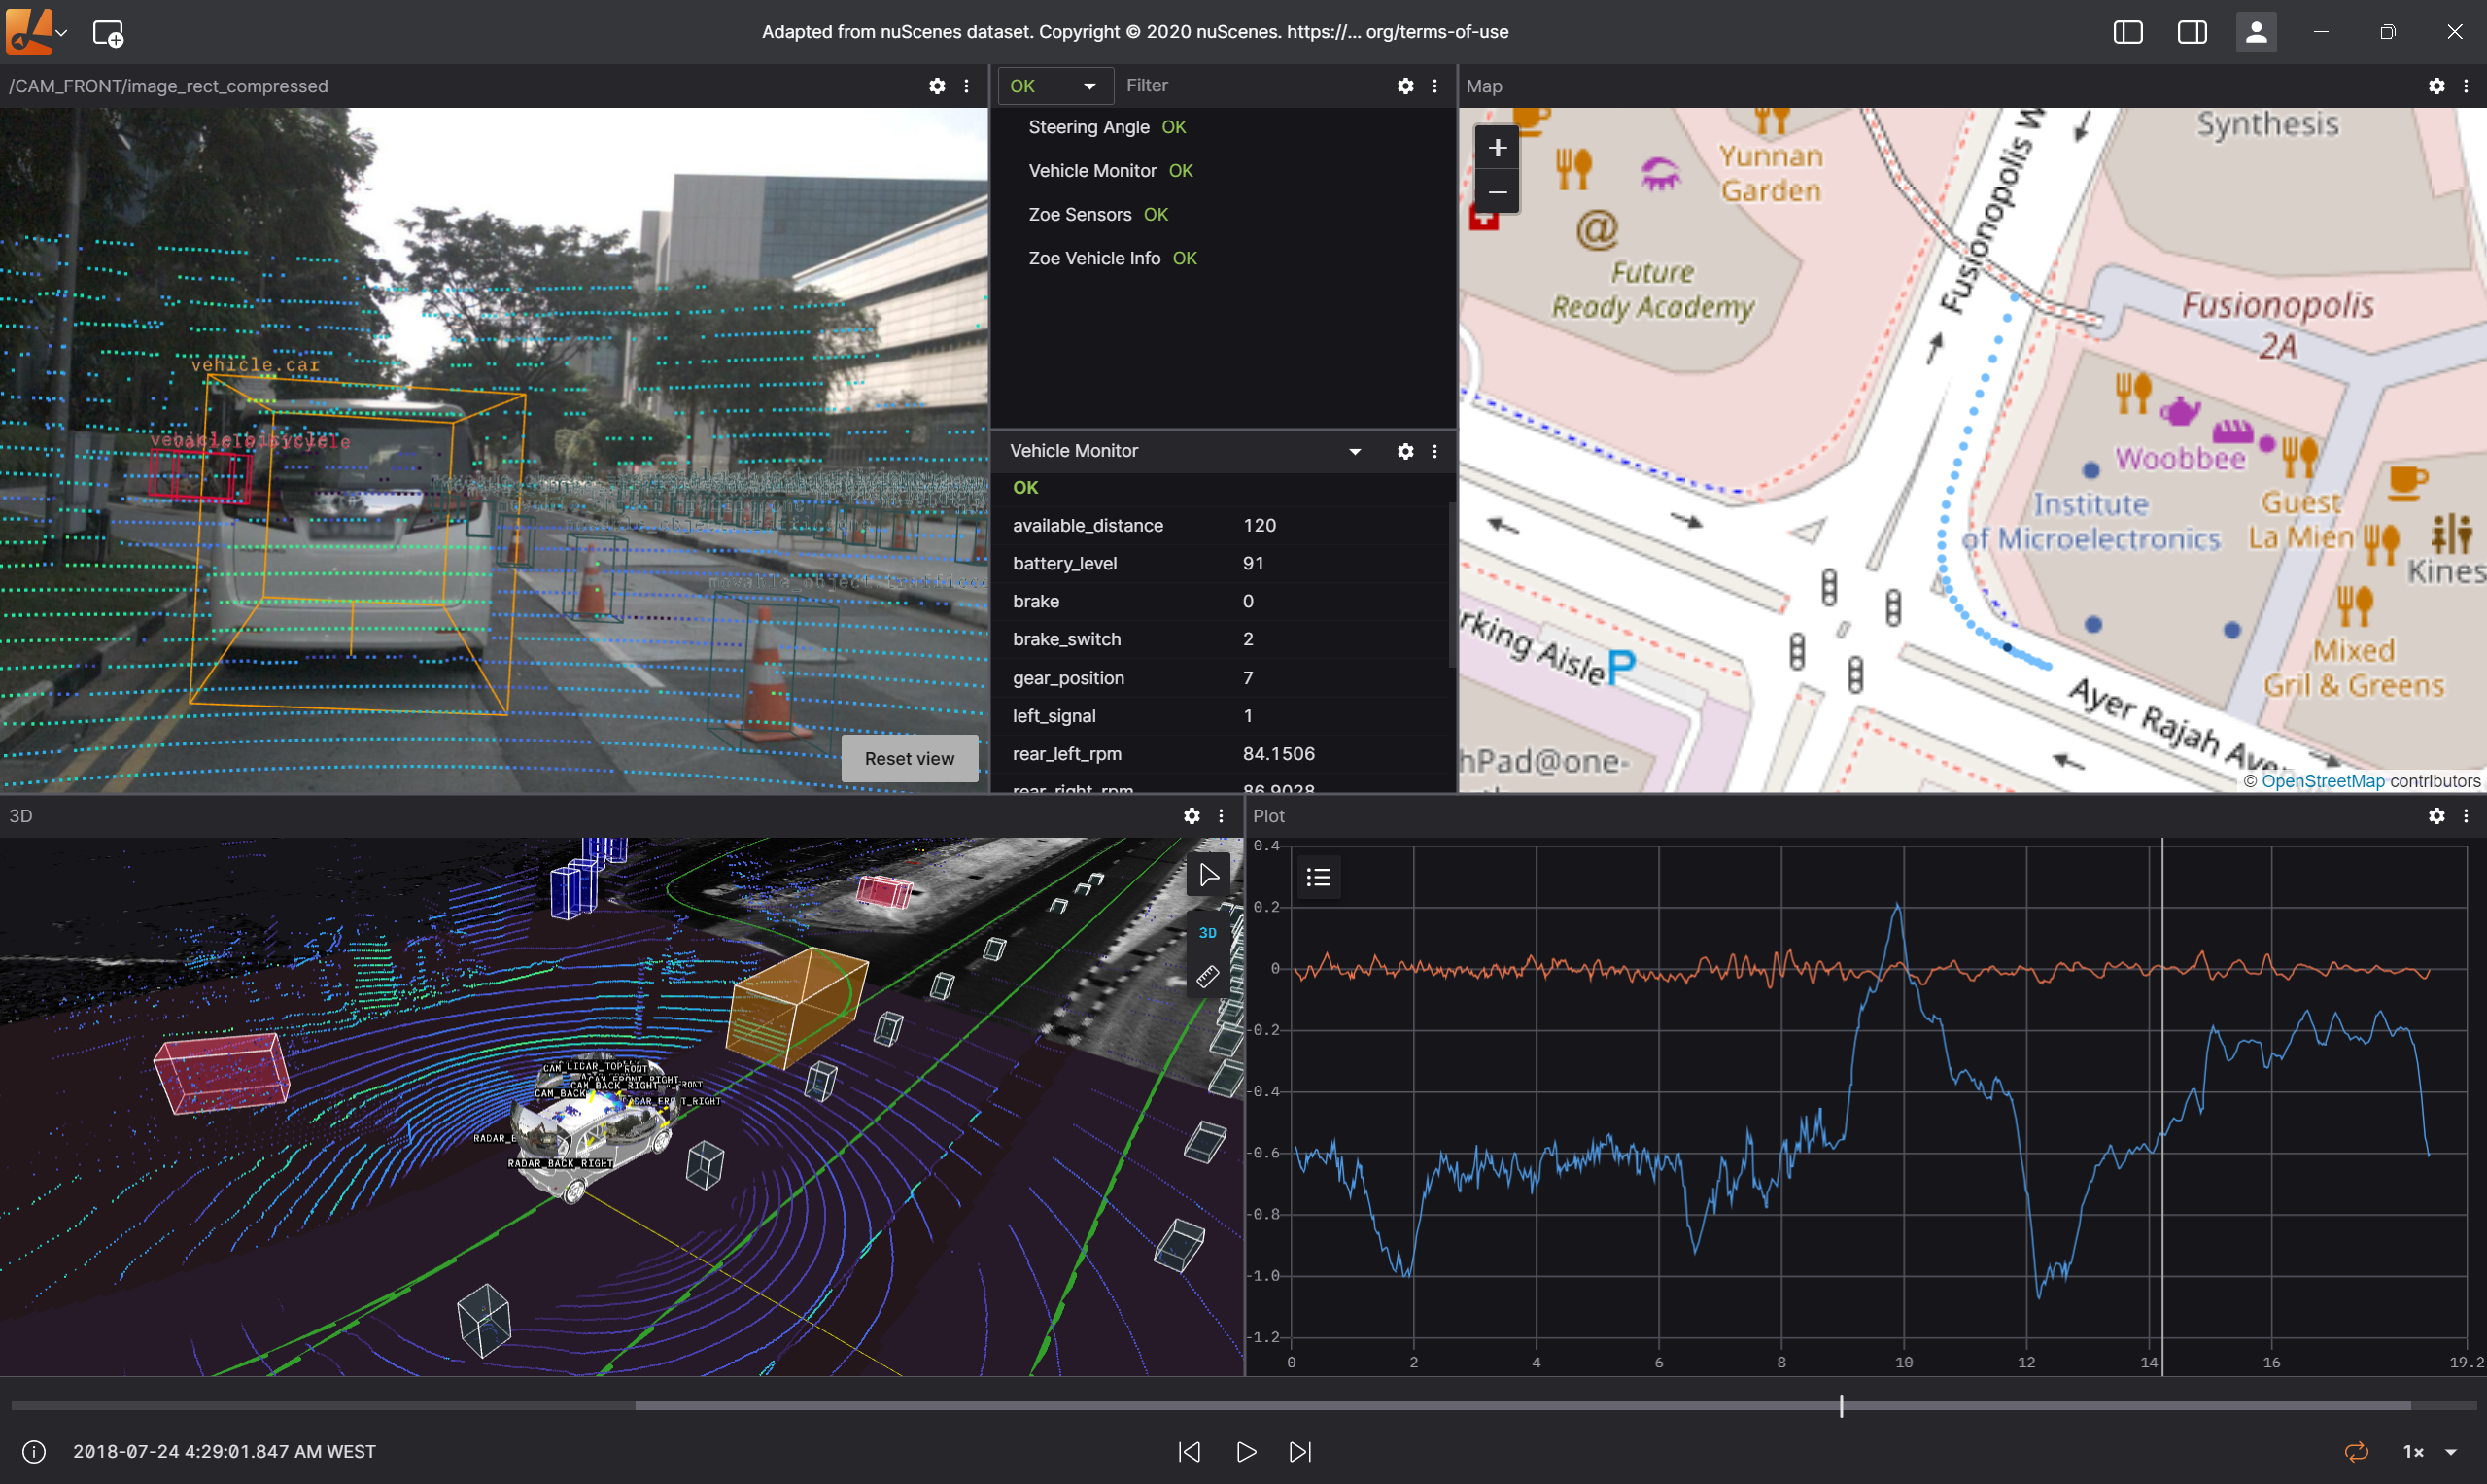 Adapted from nuScenes dataset. Copyright © 2020 nuScenes. https://... org/terms-of-use
/CAM_FRONT/image_rect_compressed
vehicle.car
Reset view
OK
Filter
Steering Angle OK
Vehicle Monitor OK
Zoe Sensors OK
Zoe Vehicle Info OK
Vehicle Monitor
OK
available_distance 120
battery_level 91
brake 0
brake_switch 2
gear_position 7
left_signal 1
rear_left_rpm 84.1506
rear_right_rpm 86.9028
Map
+
−
Synthesis
Yunnan
Garden
@
Future
Ready Academy
Fusionopolis W
Fusionopolis
2A
Woobbee
Institute
of Microelectronics
Guest
La Mien
Kines
Mixed
Gril & Greens
rking Aisle
P
hPad@one-
Ayer Rajah Aven
© OpenStreetMap contributors
3D
3D
CAM_BACK_RIGHT
CAM_BACK
RADAR_BACK_RIGHT
Plot
0.4
0.2
0
-0.2
-0.4
-0.6
-0.8
-1.0
-1.2
0 2 4 6 8 10 12 14 16 19.2
2018-07-24 4:29:01.847 AM WEST
1×